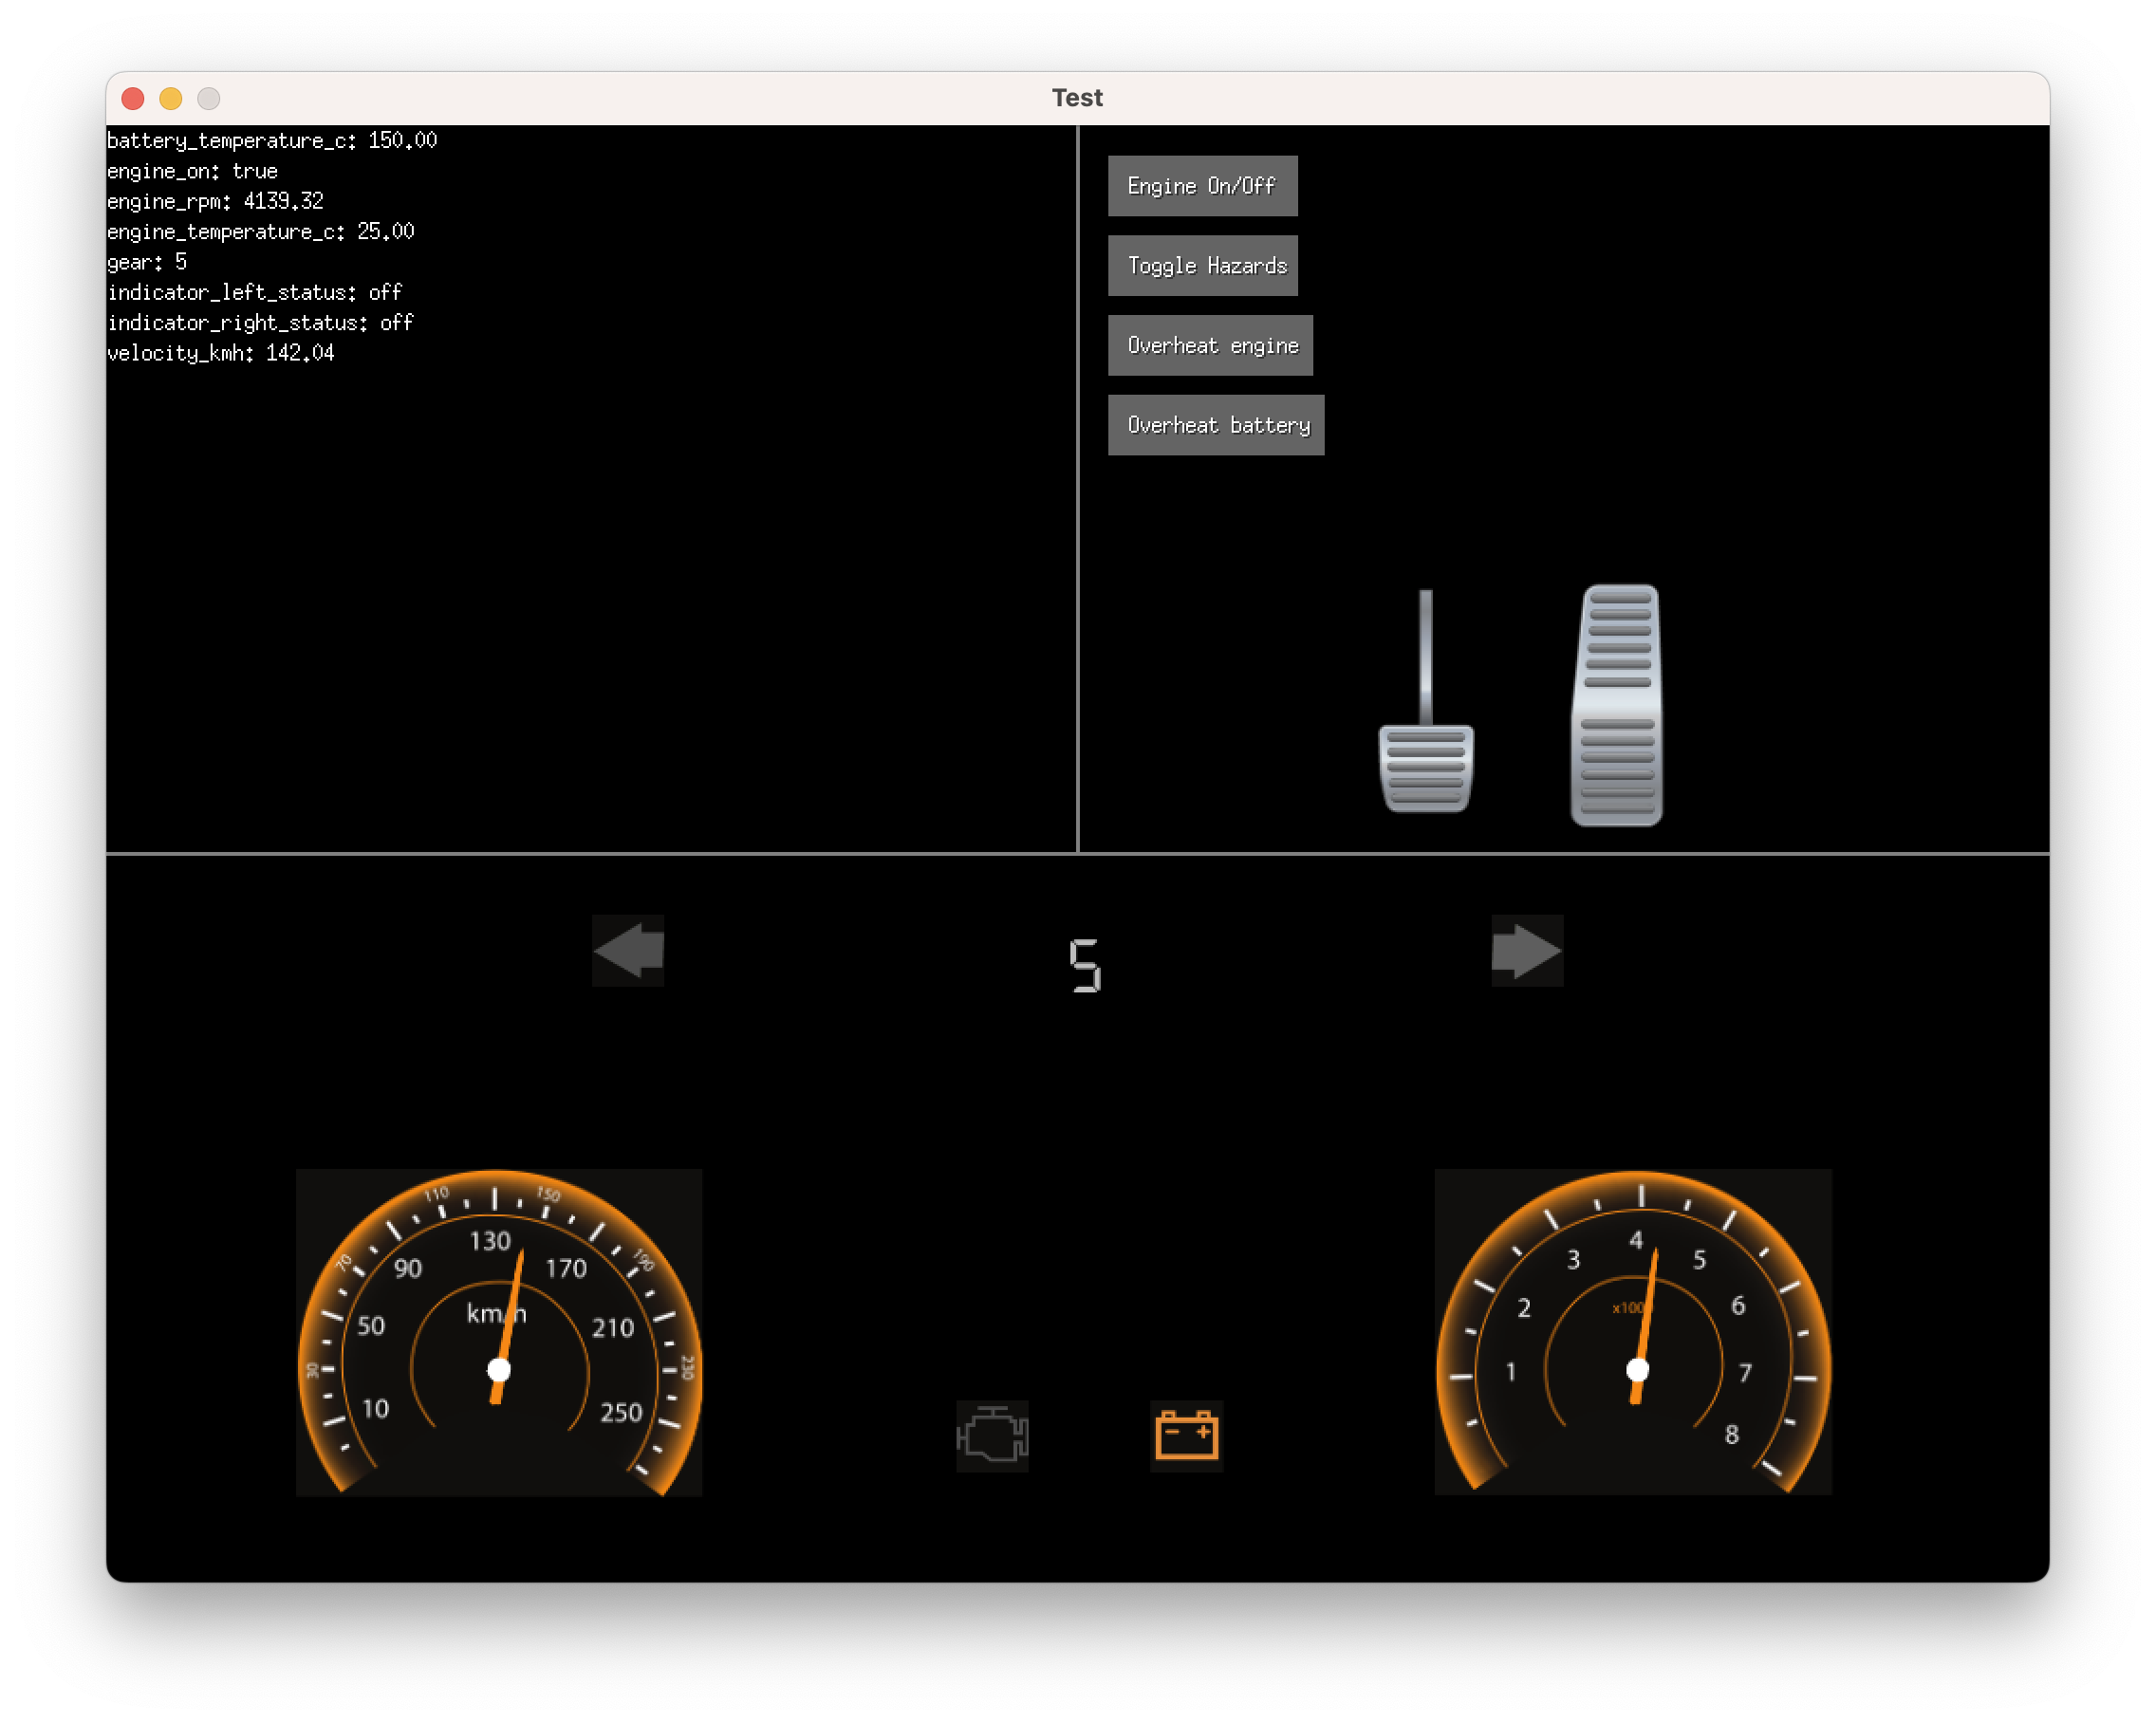 Test
battery_temperature_c: 150.00
engine_on: true
engine_rpm: 4139.32
engine_temperature_c: 25.00
gear: 5
indicator_left_status: off
indicator_right_status: off
velocity_kmh: 142.04
Engine On/Off
Toggle Hazards
Overheat engine
Overheat battery
5
10
30
50
70
90
110
130
150
170
190
210
230
250
km/h
1
2
3
4
5
6
7
8
- +